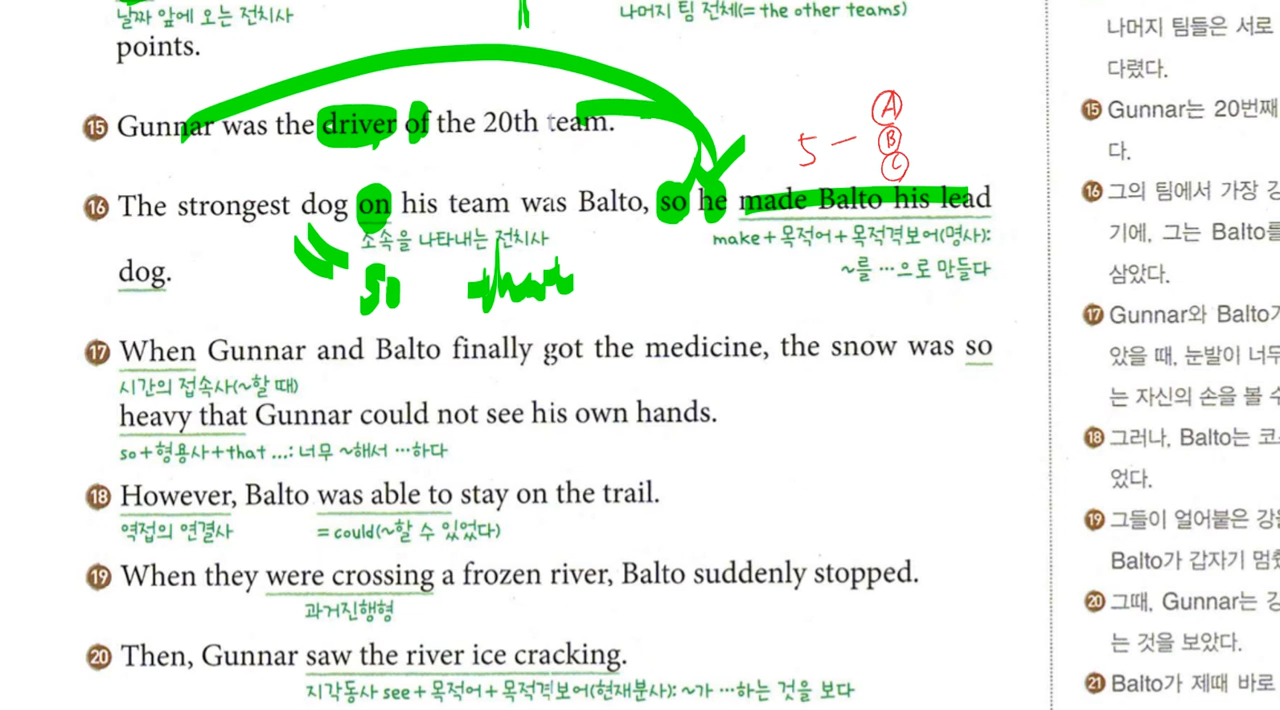 날짜 앞에 오는 전치사 나머지 팀 전체(= the other teams)
points.
⑮ Gunnar was the driver of the 20th team.
5 - Ⓐ
Ⓑ
Ⓒ
⑯ The strongest dog on his team was Balto, so he made Balto his lead
소속을 나타내는 전치사 make+목적어+목적격보어(명사):
~를 …으로 만들다
dog.
so that
⑰ When Gunnar and Balto finally got the medicine, the snow was so
시간의 접속사(~할 때)
heavy that Gunnar could not see his own hands.
so+형용사+that …: 너무 ~해서 …하다
⑱ However, Balto was able to stay on the trail.
역접의 연결사 = could(~할 수 있었다)
⑲ When they were crossing a frozen river, Balto suddenly stopped.
과거진행형
⑳ Then, Gunnar saw the river ice cracking.
지각동사 see+목적어+목적격보어(현재분사): ~가 …하는 것을 보다
나머지 팀들은 서로
다렸다.
⑮ Gunnar는 20번째
다.
⑯ 그의 팀에서 가장 강
기에, 그는 Balto를
삼았다.
⑰ Gunnar와 Balto가
았을 때, 눈발이 너무
는 자신의 손을 볼 수
⑱ 그러나, Balto는 코스
었다.
⑲ 그들이 얼어붙은 강을
Balto가 갑자기 멈췄
⑳ 그때, Gunnar는 강
는 것을 보았다.
㉑ Balto가 제때 바로